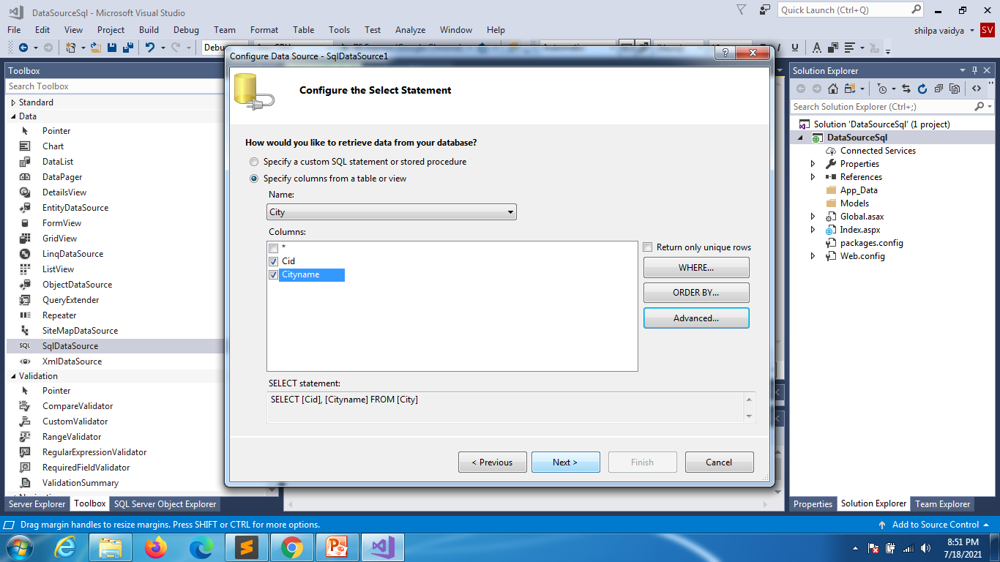 DataSourceSql - Microsoft Visual Studio
Quick Launch (Ctrl+Q)
File Edit View Project Build Debug Team Format Table Tools Test Analyze Window Help
shilpa vaidya SV
Configure Data Source - SqlDataSource1
Toolbox
Search Toolbox
Standard
Data
Pointer
Chart
DataList
DataPager
DetailsView
EntityDataSource
FormView
GridView
LinqDataSource
ListView
ObjectDataSource
QueryExtender
Repeater
SiteMapDataSource
SQL SqlDataSource
XmlDataSource
Validation
Pointer
CompareValidator
CustomValidator
RangeValidator
RegularExpressionValidator
RequiredFieldValidator
ValidationSummary
Server Explorer Toolbox SQL Server Object Explorer
Configure the Select Statement
How would you like to retrieve data from your database?
Specify a custom SQL statement or stored procedure
Specify columns from a table or view
Name:
City
Columns:
*
Cid
Cityname
Return only unique rows
WHERE...
ORDER BY...
Advanced...
SELECT statement:
SELECT [Cid], [Cityname] FROM [City]
< Previous Next > Finish Cancel
Solution Explorer
Search Solution Explorer (Ctrl+;)
Solution 'DataSourceSql' (1 project)
DataSourceSql
Connected Services
Properties
References
App_Data
Models
Global.asax
Index.aspx
packages.config
Web.config
Properties Solution Explorer Team Explorer
Drag margin handles to resize margins. Press SHIFT or CTRL for more options.
Add to Source Control
8:51 PM
7/18/2021